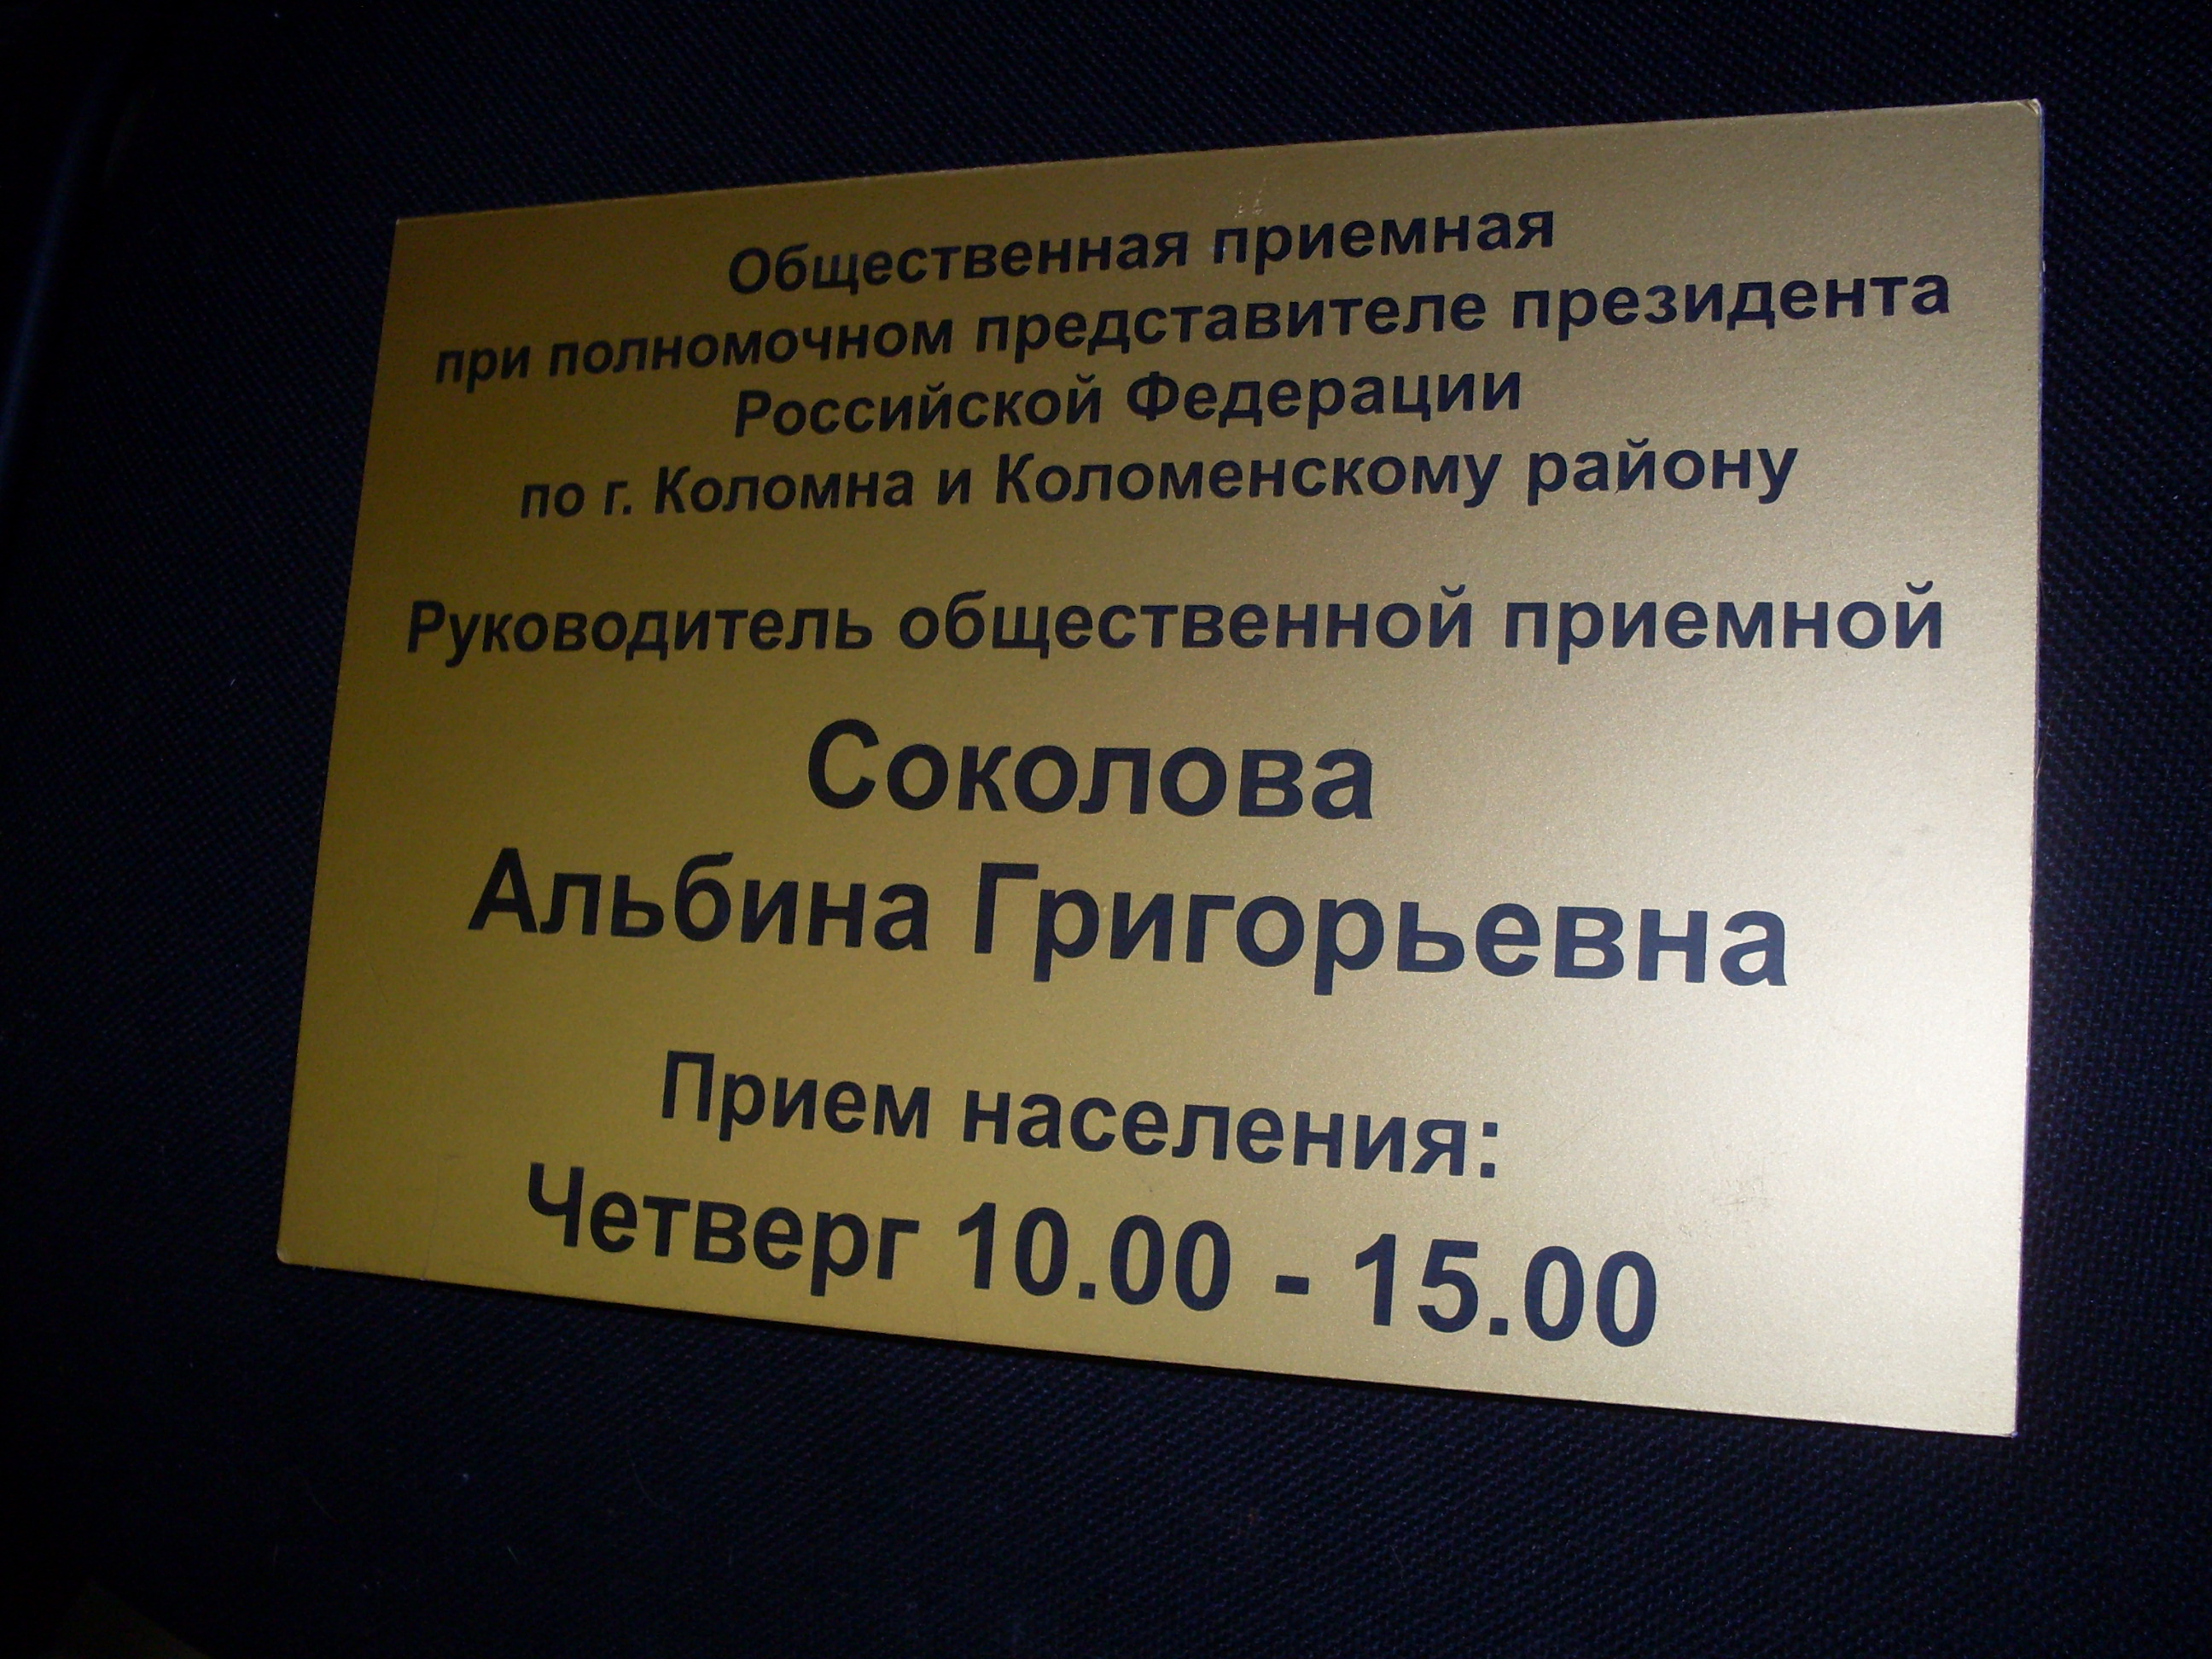 Общественная приемная
при полномочном представителе президента
Российской Федерации
по г. Коломна и Коломенскому району
Руководитель общественной приемной
Соколова
Альбина Григорьевна
Прием населения:
Четверг 10.00 - 15.00